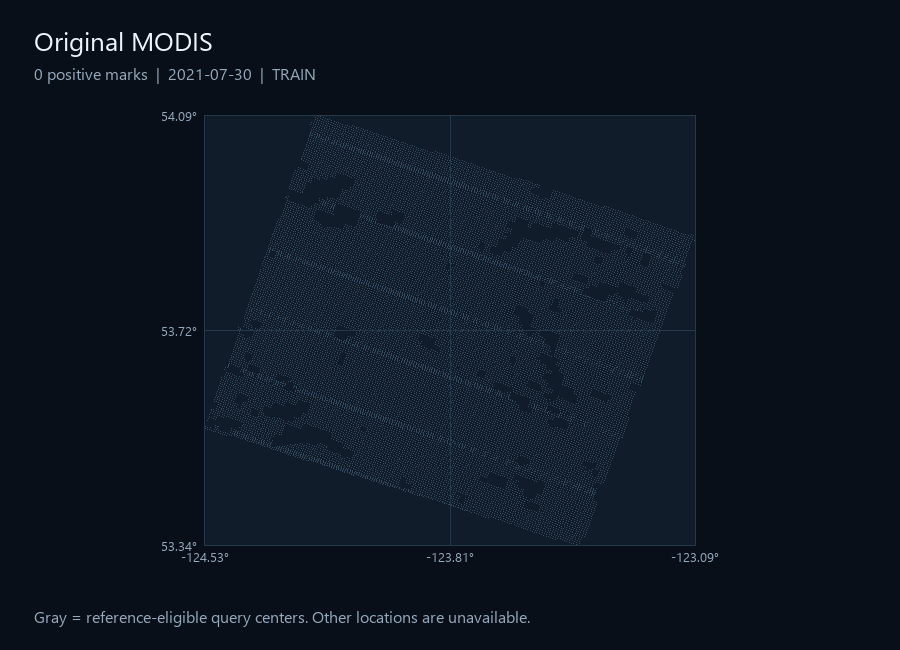 Original MODIS
0 positive marks | 2021-07-30 | TRAIN
54.09°
53.72°
53.34°
-124.53° -123.81° -123.09°
Gray = reference-eligible query centers. Other locations are unavailable.